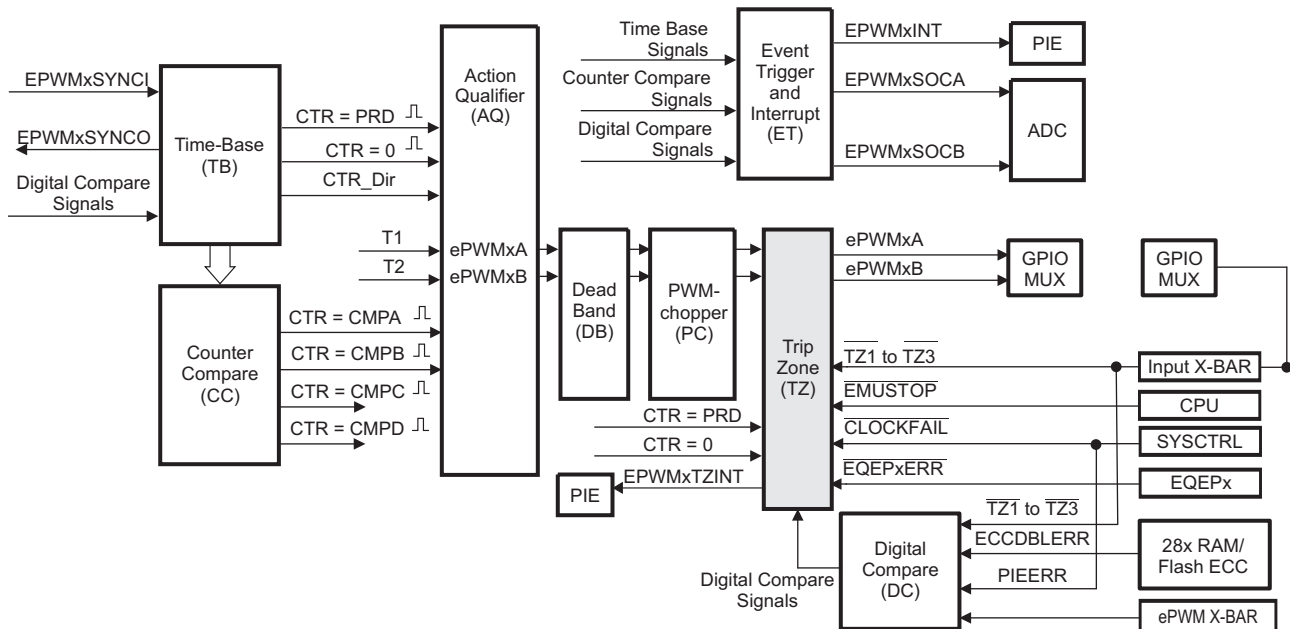 EPWMxSYNCI
EPWMxSYNCO
Digital Compare
Signals
Time-Base
(TB)
CTR = PRD
CTR = 0
CTR_Dir
T1
T2
Action
Qualifier
(AQ)
ePWMxA
ePWMxB
Counter
Compare
(CC)
CTR = CMPA
CTR = CMPB
CTR = CMPC
CTR = CMPD
Time Base
Signals
Counter Compare
Signals
Digital Compare
Signals
Event
Trigger
and
Interrupt
(ET)
EPWMxINT
EPWMxSOCA
EPWMxSOCB
PIE
ADC
Dead
Band
(DB)
PWM-
chopper
(PC)
Trip
Zone
(TZ)
ePWMxA
ePWMxB
GPIO
MUX
GPIO
MUX
TZ1 to TZ3
Input X-BAR
EMUSTOP
CPU
CLOCKFAIL
SYSCTRL
EQEPxERR
EQEPx
CTR = PRD
CTR = 0
EPWMxTZINT
PIE
Digital Compare
Signals
Digital
Compare
(DC)
TZ1 to TZ3
ECCDBLERR
28x RAM/
Flash ECC
PIEERR
ePWM X-BAR